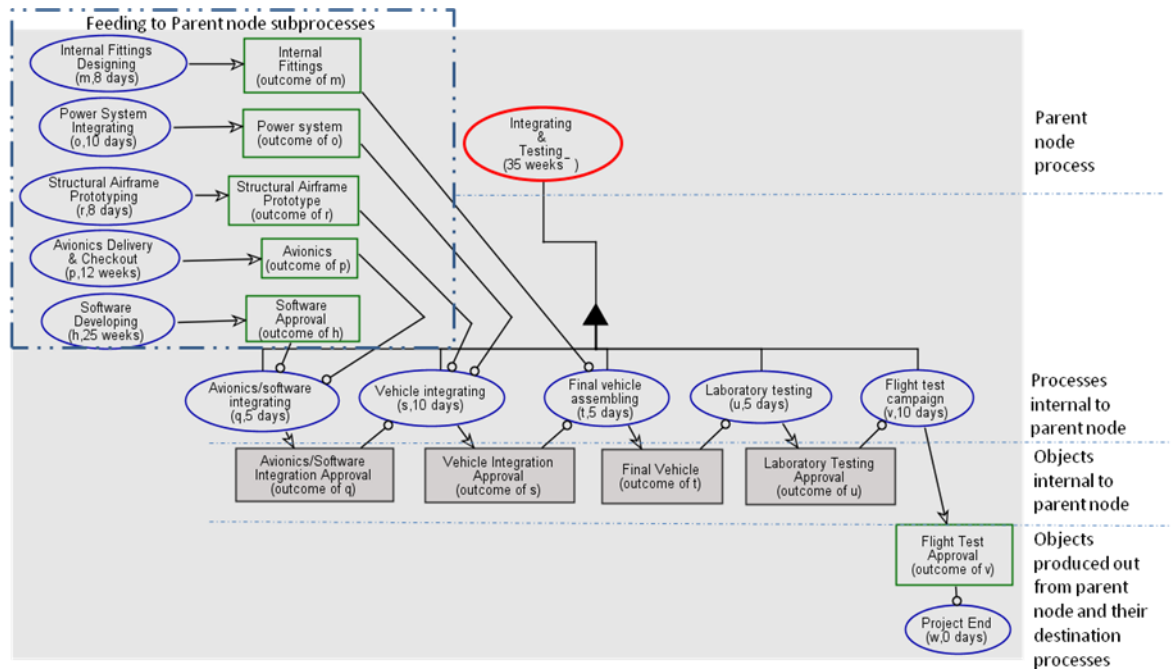 Feeding to Parent node subprocesses
Internal Fittings
Designing
(m,8 days)
Internal
Fittings
(outcome of m)
Power System
Integrating
(o,10 days)
Power system
(outcome of o)
Structural Airframe
Prototyping
(r,8 days)
Structural Airframe
Prototype
(outcome of r)
Avionics Delivery
& Checkout
(p,12 weeks)
Avionics
(outcome of p)
Software
Developing
(h,25 weeks)
Software
Approval
(outcome of h)
Integrating
&
Testing
(35 weeks¯ )
Parent
node
process
Avionics/software
integrating
(q,5 days)
Vehicle integrating
(s,10 days)
Final vehicle
assembling
(t,5 days)
Laboratory testing
(u,5 days)
Flight test
campaign
(v,10 days)
Processes
internal to
parent node
Avionics/Software
Integration Approval
(outcome of q)
Vehicle Integration
Approval
(outcome of s)
Final Vehicle
(outcome of t)
Laboratory Testing
Approval
(outcome of u)
Objects
internal to
parent node
Flight Test
Approval
(outcome of v)
Project End
(w,0 days)
Objects
produced out
from parent
node and their
destination
processes